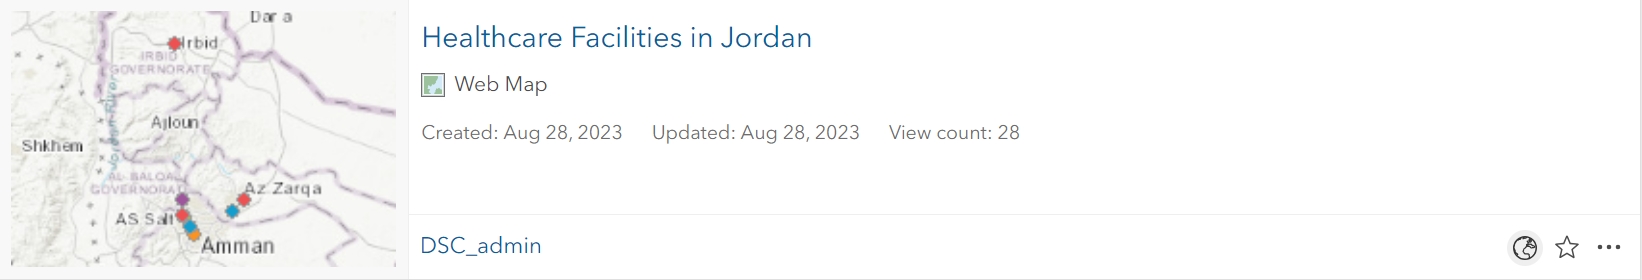 Dar a
Irbid
IRBID
GOVERNORATE
Ajloun
Shkhem
AL BALQA
GOVERNORA
Az Zarqa
AS Salt
Amman
Healthcare Facilities in Jordan
Web Map
Created: Aug 28, 2023 Updated: Aug 28, 2023 View count: 28
DSC_admin